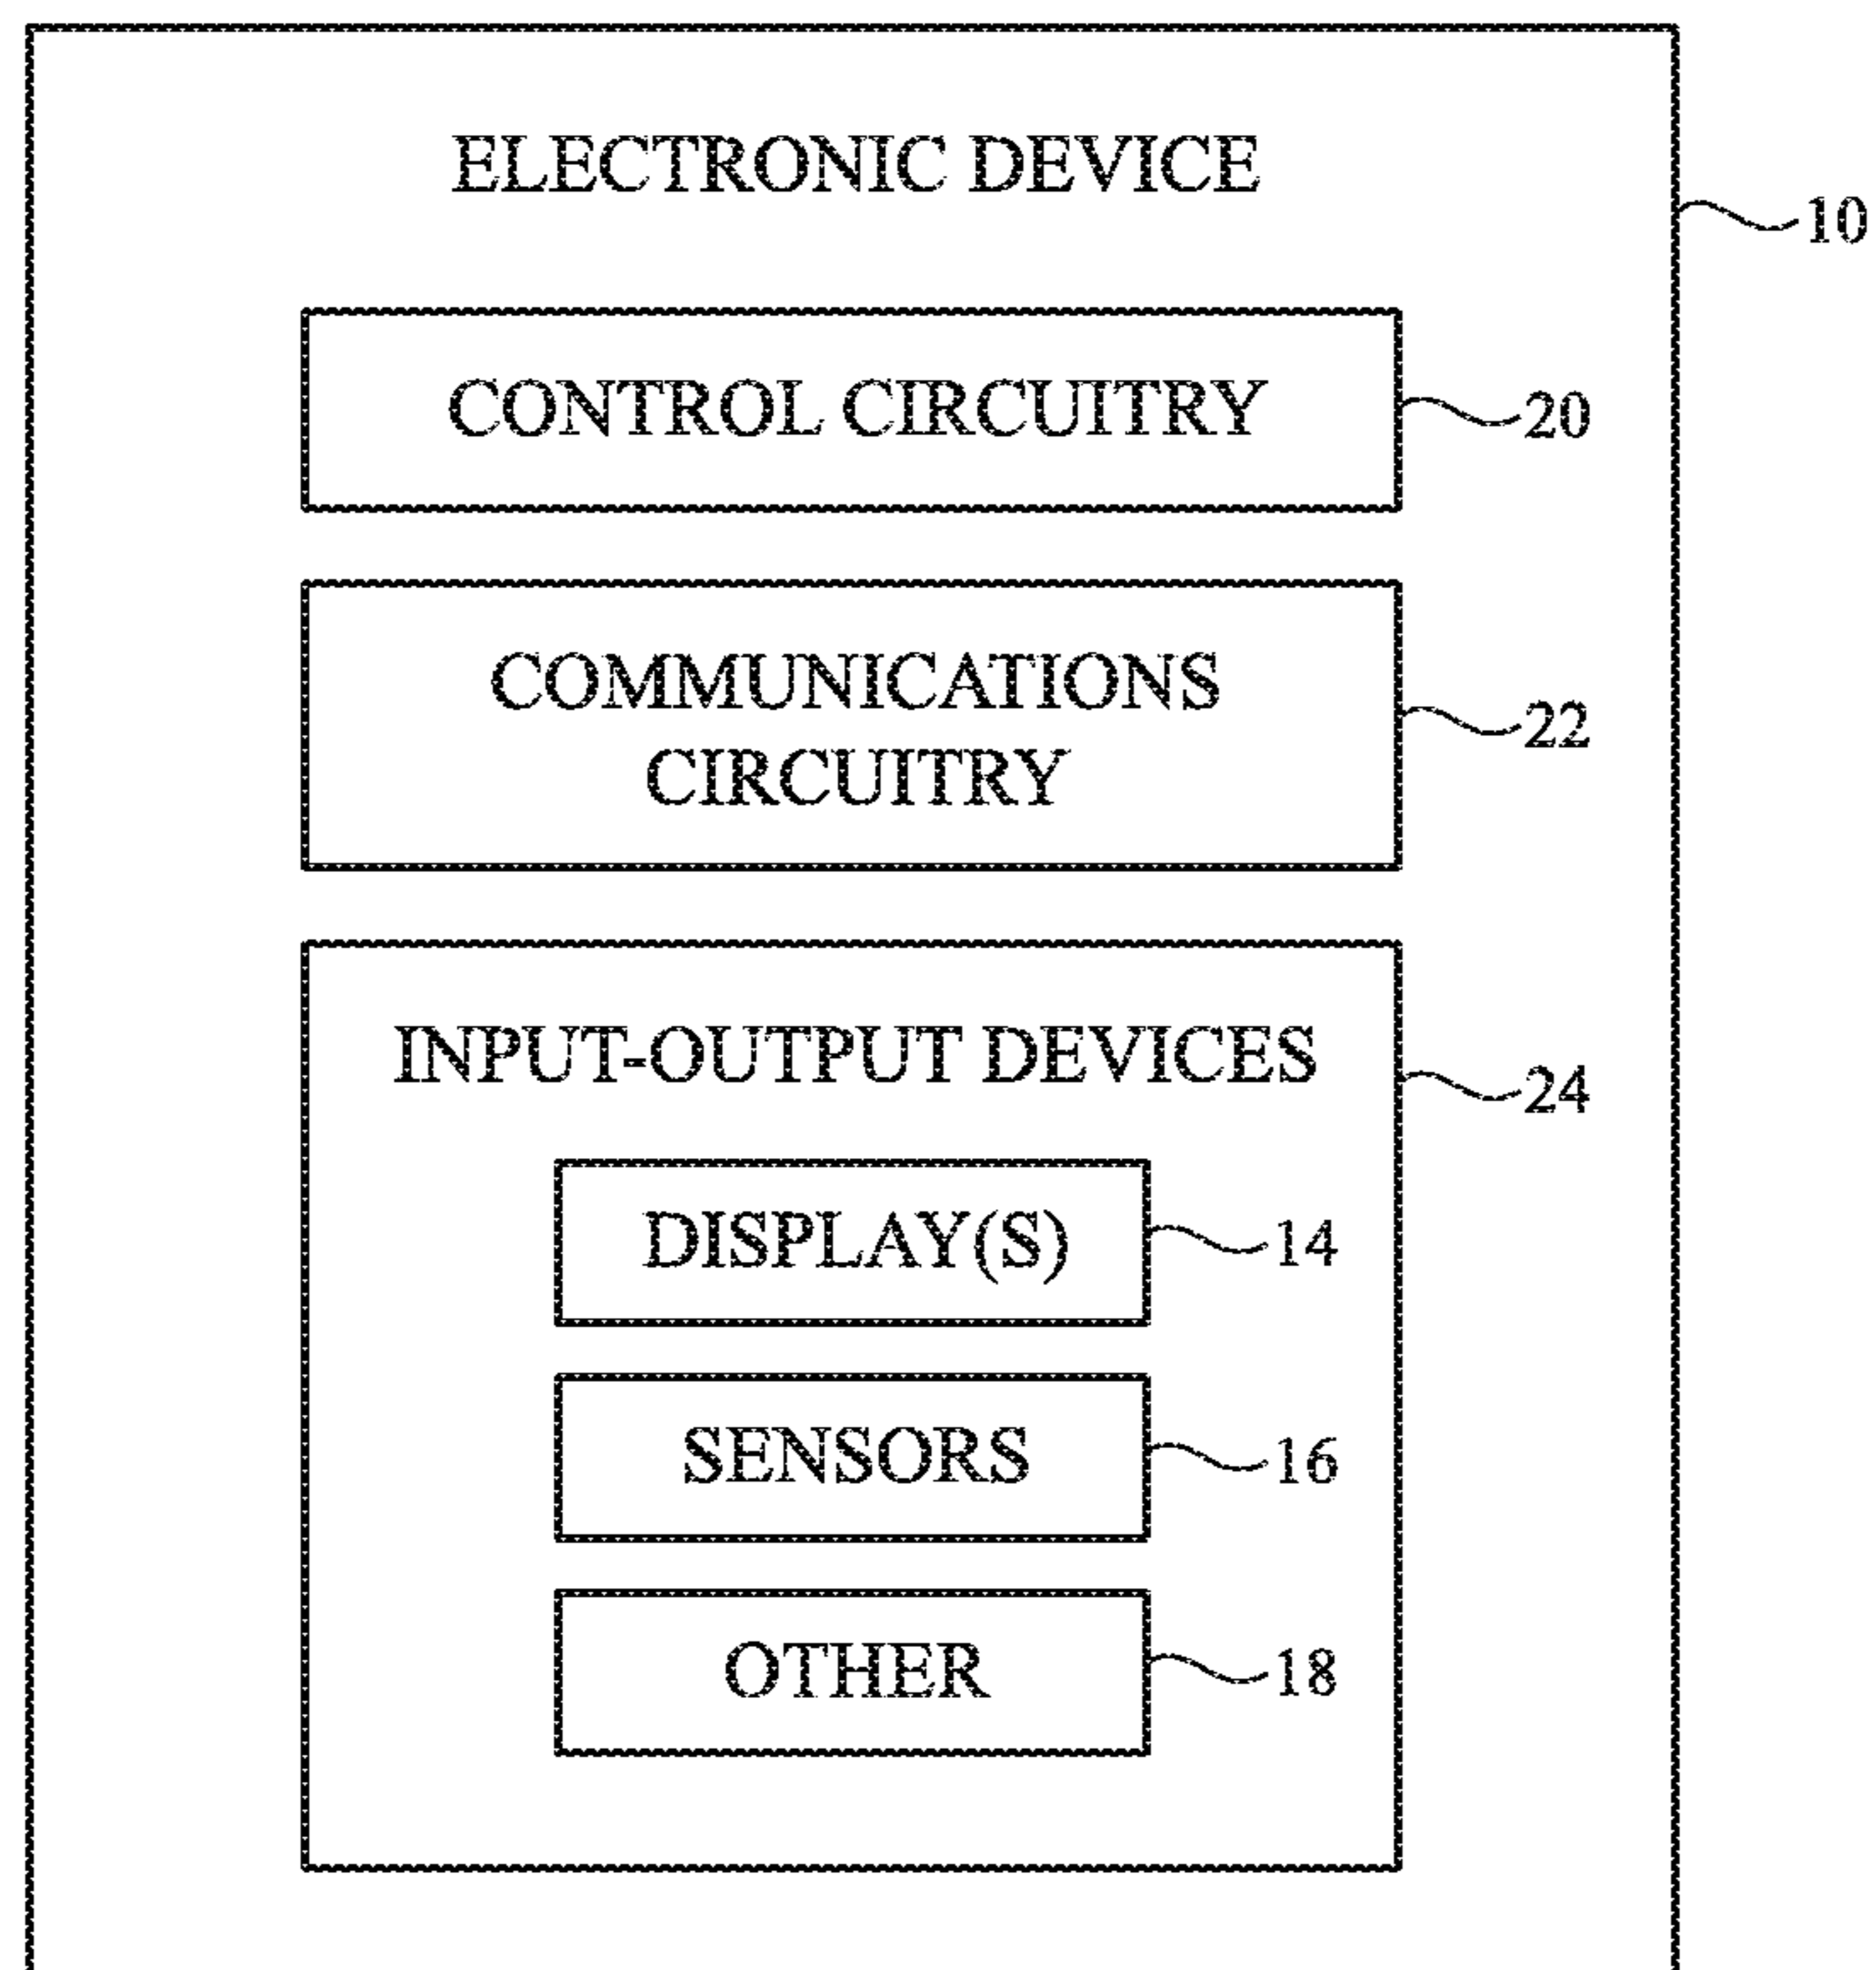 ELECTRONIC DEVICE
10
CONTROL CIRCUITRY
20
COMMUNICATIONS
CIRCUITRY
22
INPUT-OUTPUT DEVICES
24
DISPLAY(S)
14
SENSORS
16
OTHER
18